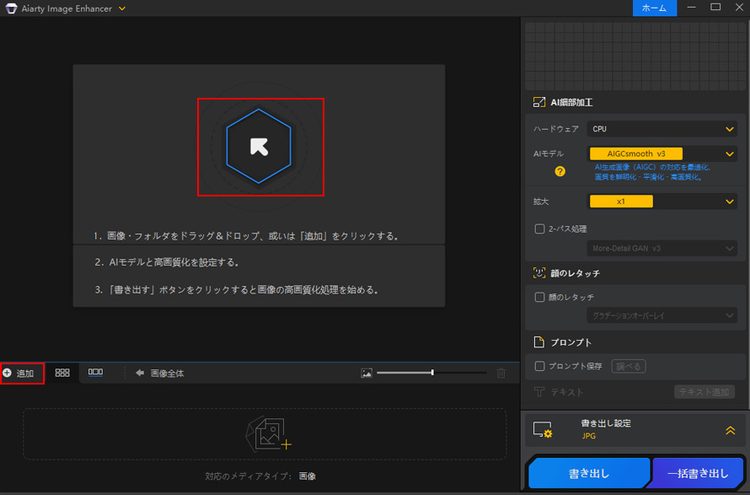 Aiarty Image Enhancer
ホーム
1. 画像・フォルダをドラッグ＆ドロップ、或いは「追加」をクリックする。
2. AIモデルと高画質化を設定する。
3. 「書き出す」ボタンをクリックすると画像の高画質化処理を始める。
追加
画像全体
対応のメディアタイプ： 画像
AI細部加工
ハードウェア
CPU
AIモデル
AIGCsmooth v3
?
AI生成画像（AIGC）の対応を最適化、
画質を鮮明化・平滑化・高画質化。
拡大
x1
2-パス処理
More-Detail GAN v3
顔のレタッチ
顔のレタッチ
グラデーションオーバーレイ
プロンプト
プロンプト保存
調べる
テキスト
テキスト追加
書き出し設定
JPG
書き出し
一括書き出し